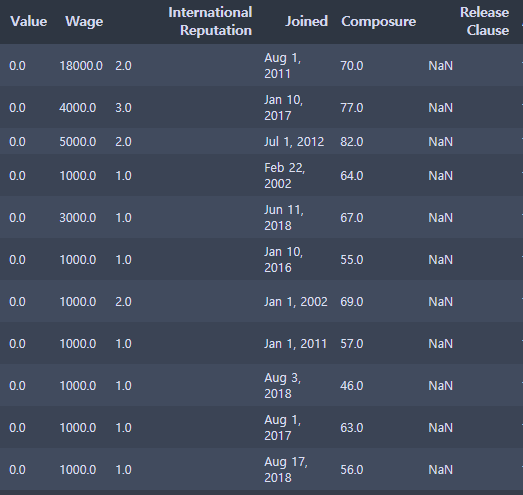 Value Wage International Reputation Joined Composure Release Clause
0.0 18000.0 2.0 Aug 1, 2011 70.0 NaN
0.0 4000.0 3.0 Jan 10, 2017 77.0 NaN
0.0 5000.0 2.0 Jul 1, 2012 82.0 NaN
0.0 1000.0 1.0 Feb 22, 2002 64.0 NaN
0.0 3000.0 1.0 Jun 11, 2018 67.0 NaN
0.0 1000.0 1.0 Jan 10, 2016 55.0 NaN
0.0 1000.0 2.0 Jan 1, 2002 69.0 NaN
0.0 1000.0 1.0 Jan 1, 2011 57.0 NaN
0.0 1000.0 1.0 Aug 3, 2018 46.0 NaN
0.0 1000.0 1.0 Aug 1, 2017 63.0 NaN
0.0 1000.0 1.0 Aug 17, 2018 56.0 NaN